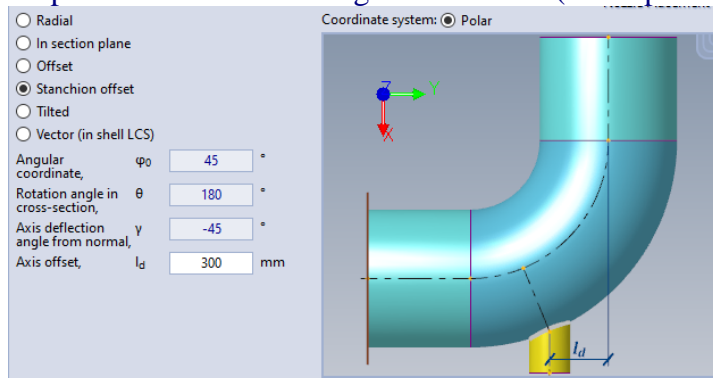 Radial
In section plane
Offset
Stanchion offset
Tilted
Vector (in shell LCS)
Angular coordinate, φ0 45 °
Rotation angle in cross-section, θ 180 °
Axis deflection angle from normal, γ -45 °
Axis offset, ld 300 mm
Coordinate system: Polar
Z
Y
X
ld